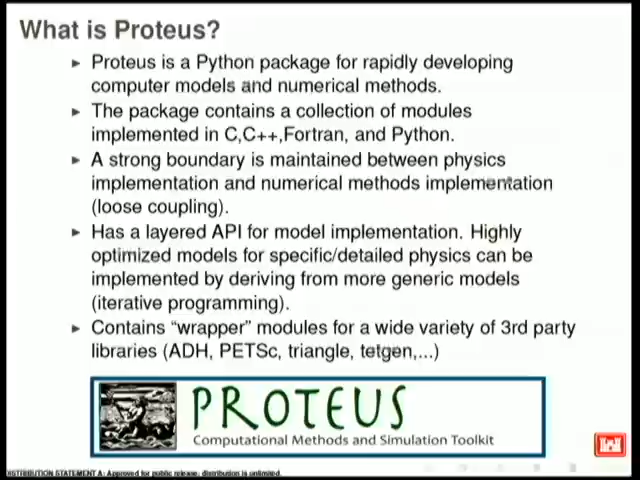 What is Proteus?
Proteus is a Python package for rapidly developing
computer models and numerical methods.
The package contains a collection of modules
implemented in C,C++,Fortran, and Python.
A strong boundary is maintained between physics
implementation and numerical methods implementation
(loose coupling).
Has a layered API for model implementation. Highly
optimized models for specific/detailed physics can be
implemented by deriving from more generic models
(iterative programming).
Contains “wrapper” modules for a wide variety of 3rd party
libraries (ADH, PETSc, triangle, tetgen,...)
PROTEUS
Computational Methods and Simulation Toolkit
DISTRIBUTION STATEMENT A: Approved for public release; distribution is unlimited.